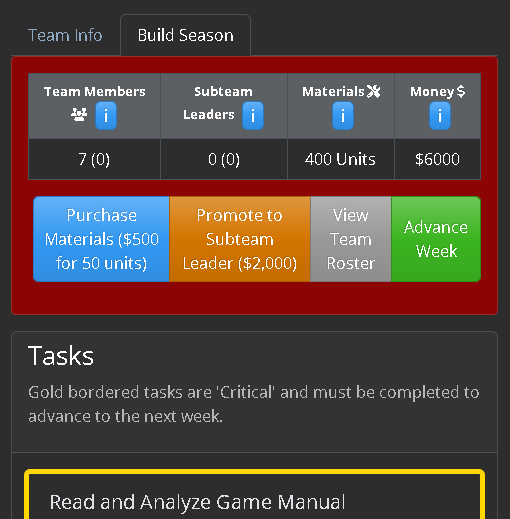 Team Info Build Season
Team Members Subteam Leaders Materials Money $
i i i i
7 (0) 0 (0) 400 Units $6000
Purchase Materials ($500 for 50 units)
Promote to Subteam Leader ($2,000)
View Team Roster
Advance Week
Tasks
Gold bordered tasks are 'Critical' and must be completed to
advance to the next week.
Read and Analyze Game Manual